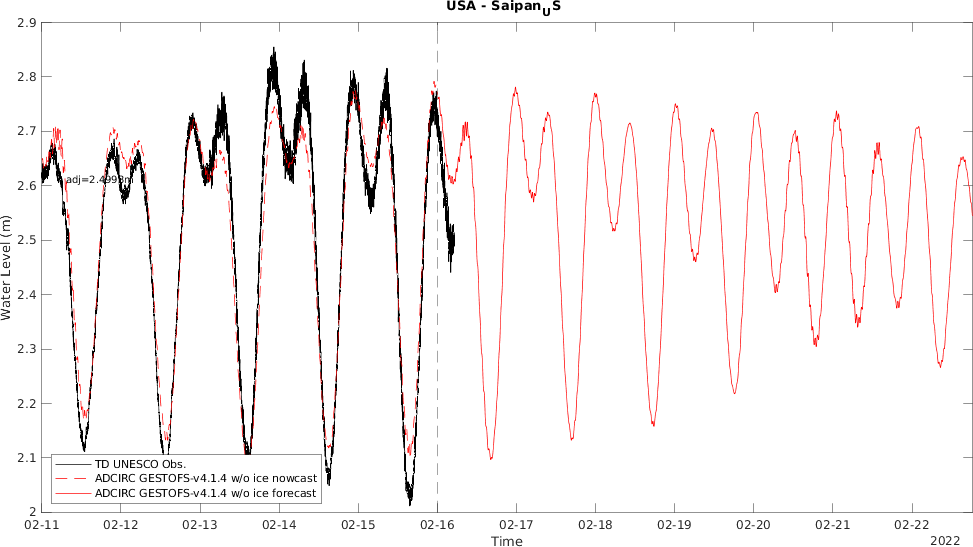 USA - SaipanUS
2.9
2.8
2.7
2.6
2.5
2.4
2.3
2.2
2.1
2
Water Level (m)
adj=2.4993m
TD UNESCO Obs.
ADCIRC GESTOFS-v4.1.4 w/o ice nowcast
ADCIRC GESTOFS-v4.1.4 w/o ice forecast
02-11 02-12 02-13 02-14 02-15 02-16 02-17 02-18 02-19 02-20 02-21 02-22
Time
2022